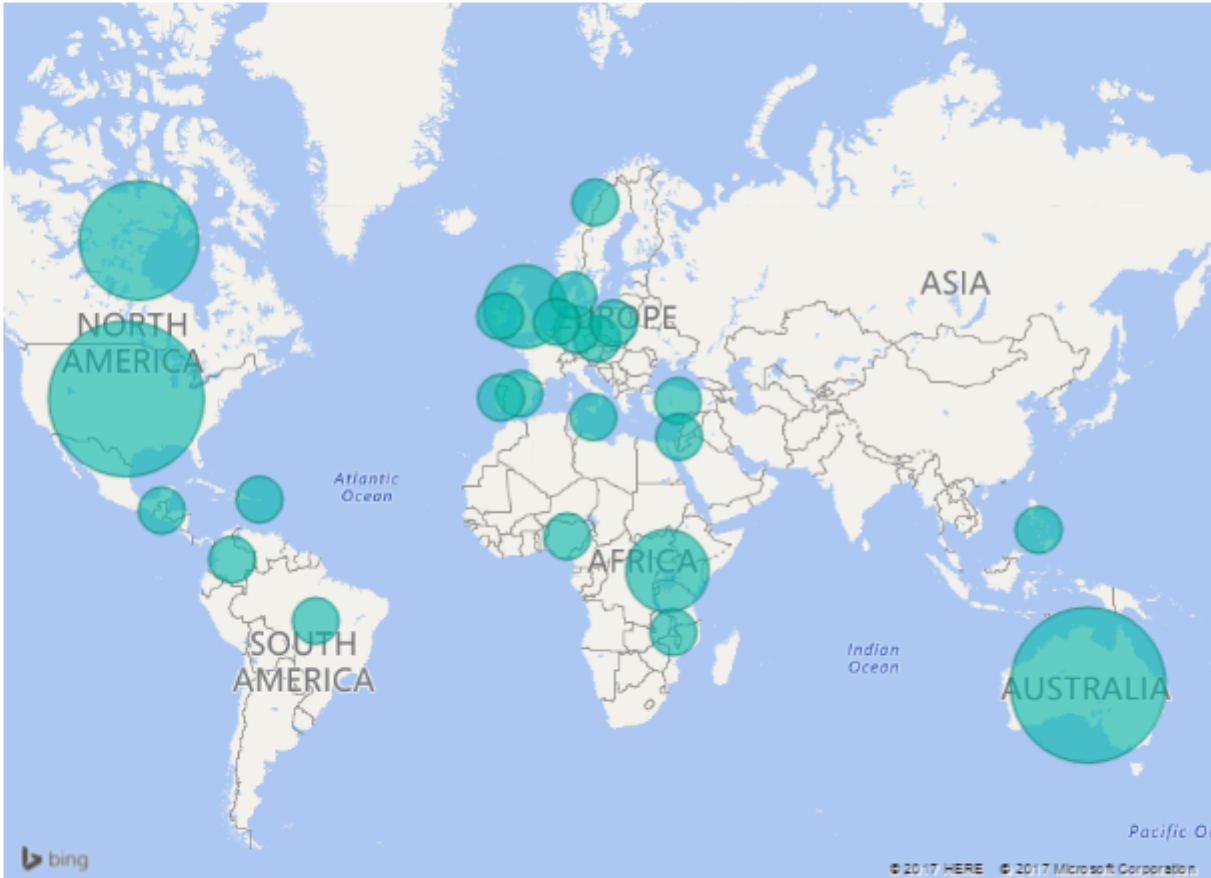 ASIA
NORTH
AMERICA
EUROPE
Atlantic
Ocean
AFRICA
SOUTH
AMERICA
Indian
Ocean
AUSTRALIA
Pacific O
bing
© 2017 HERE © 2017 Microsoft Corporation